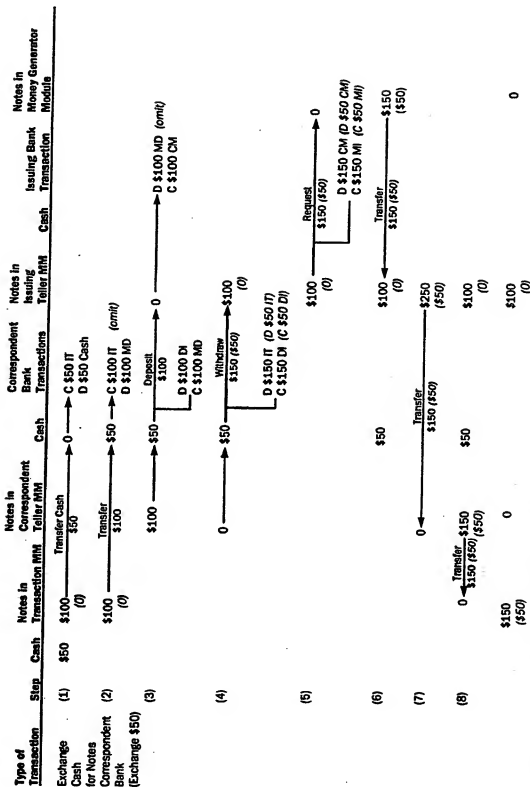 Type of Transaction Step Cash Notes in Transaction MM Notes in Correspondent Teller MM Cash Correspondent Bank Transactions Notes in Issuing Teller MM Cash Issuing Bank Transaction Notes in Money Generator Module
Exchange Cash for Notes Correspondent Bank (Exchange $50)
(1) $50 $100 (0) Transfer Cash $50 0 C $50 IT
D $50 Cash
(2) $100 (0) Transfer $100 $50 C $100 IT (omit)
D $100 MD
(3) $100 $50 Deposit $100 0 D $100 MD (omit)
C $100 CM
D $100 DI
C $100 MD
(4) 0 $50 Withdraw $150 ($50) $100 (0)
D $150 IT (D $50 IT)
C $150 DI (C $50 DI)
(5) $100 (0) Request $150 ($50) 0
D $150 CM (D $50 CM)
C $150 MI (C $50 MI)
(6) $50 $100 (0) Transfer $150 ($50) $150 ($50)
(7) 0 Transfer $150 ($50) $250 ($50)
(8) 0 Transfer $150 ($50) $150 ($50) $50 $100 (0)
$150 ($50) 0 $100 (0) 0